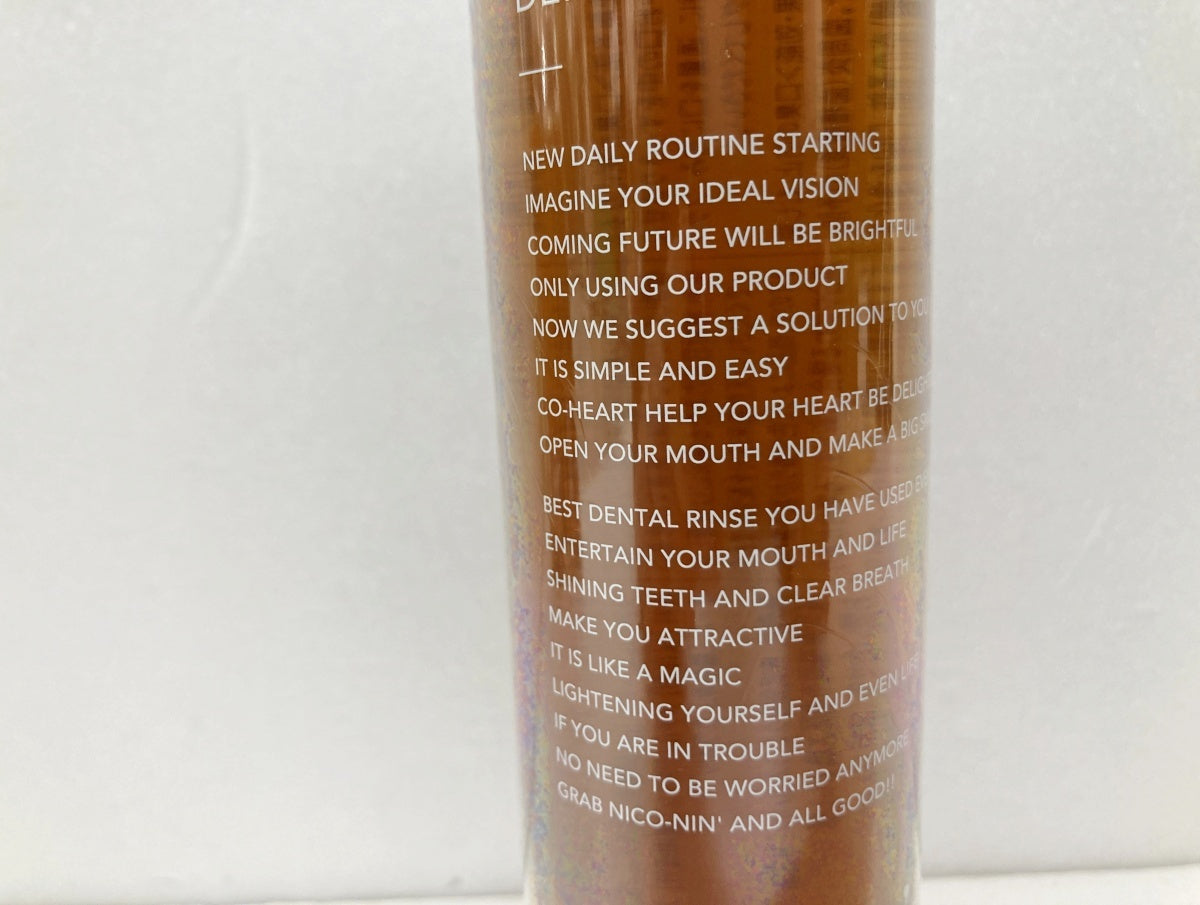 NEW DAILY ROUTINE STARTING
IMAGINE YOUR IDEAL VISION
COMING FUTURE WILL BE BRIGHTFUL
ONLY USING OUR PRODUCT
NOW WE SUGGEST A SOLUTION TO YOU
IT IS SIMPLE AND EASY
CO-HEART HELP YOUR HEART BE
OPEN YOUR MOUTH AND MAKE A BIG
BEST DENTAL RINSE YOU HAVE USED
ENTERTAIN YOUR MOUTH AND LIFE
SHINING TEETH AND CLEAR BREATH
MAKE YOU ATTRACTIVE
IT IS LIKE A MAGIC
LIGHTENING YOURSELF AND EVEN LIFE
IF YOU ARE IN TROUBLE
NO NEED TO BE WORRIED ANYMORE
GRAB NICO-NIN' AND ALL GOOD!!